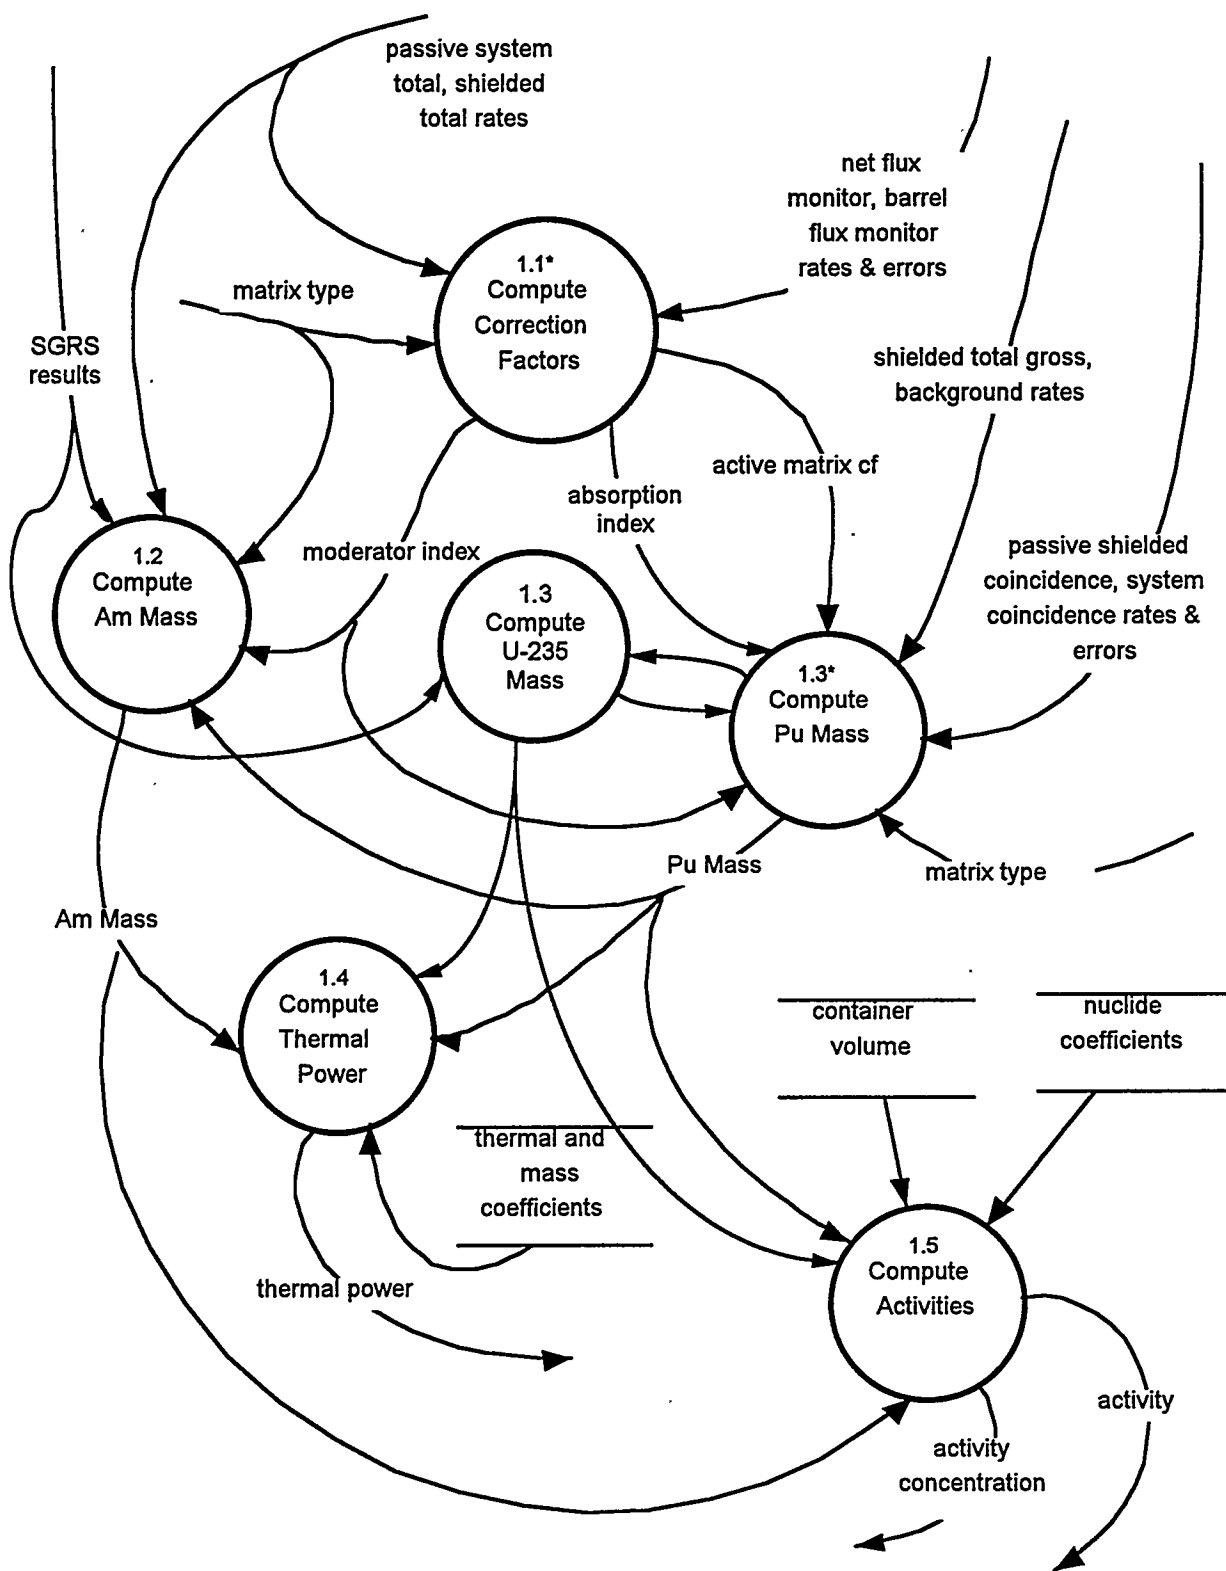 passive system
total, shielded
total rates
net flux
monitor, barrel
flux monitor
rates & errors
1.1*
Compute
Correction
Factors
matrix type
SGRS
results
shielded total gross,
background rates
active matrix cf
absorption
index
moderator index
1.2
Compute
Am Mass
1.3
Compute
U-235
Mass
passive shielded
coincidence, system
coincidence rates &
errors
1.3*
Compute
Pu Mass
Pu Mass
matrix type
Am Mass
1.4
Compute
Thermal
Power
container
volume
nuclide
coefficients
thermal and
mass
coefficients
thermal power
1.5
Compute
Activities
activity
activity
concentration